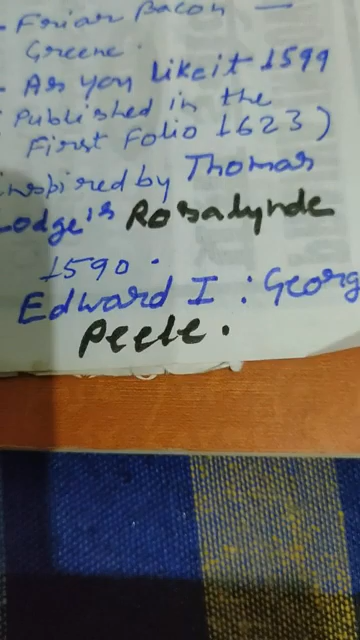 - Friar Bacon —
Greene.
- As you like it 1599
(Published in the
First Folio 1623)
inspired by Thomas
Lodge's Rosalynde
1590.
Edward I : Georg
Peele.